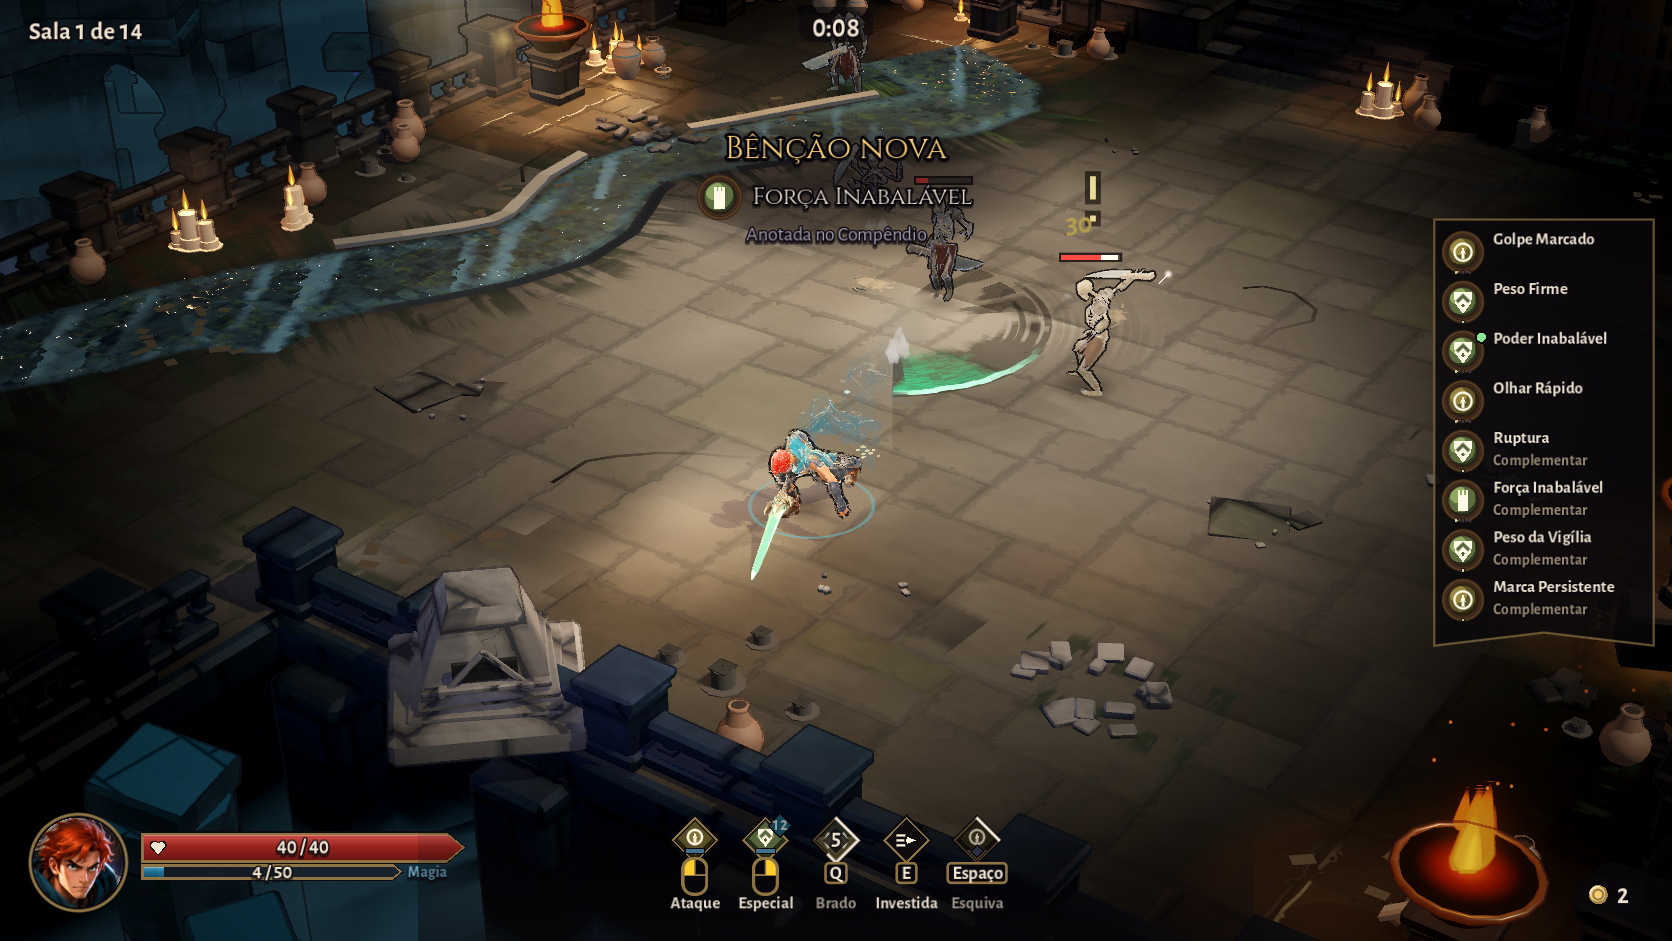 Sala 1 de 14
0:08
BÊNÇÃO NOVA
FORÇA INABALÁVEL
Anotada no Compêndio
30
Golpe Marcado
Peso Firme
Poder Inabalável
Olhar Rápido
Ruptura
Complementar
Força Inabalável
Complementar
Peso da Vigília
Complementar
Marca Persistente
Complementar
40/40
4/50
Magia
12
5
Q
E
Espaço
Ataque
Especial
Brado
Investida
Esquiva
2